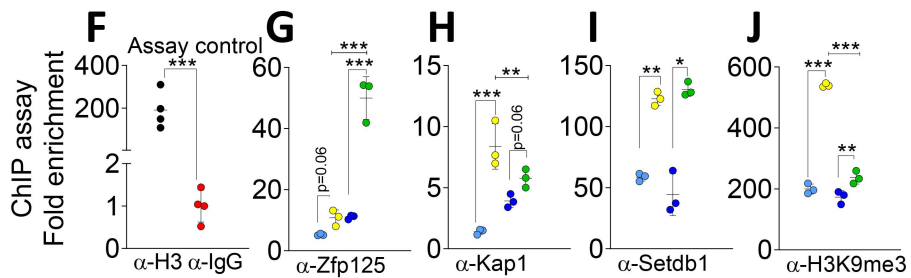 F G H I J
Assay control
ChIP assay
Fold enrichment
400
200
2
1
0
***
α-H3 α-IgG
60
40
20
10
0
p=0.06
***
***
α-Zfp125
15
10
5
0
***
**
p=0.06
α-Kap1
150
100
50
0
**
*
α-Setdb1
600
400
200
0
***
***
**
α-H3K9me3